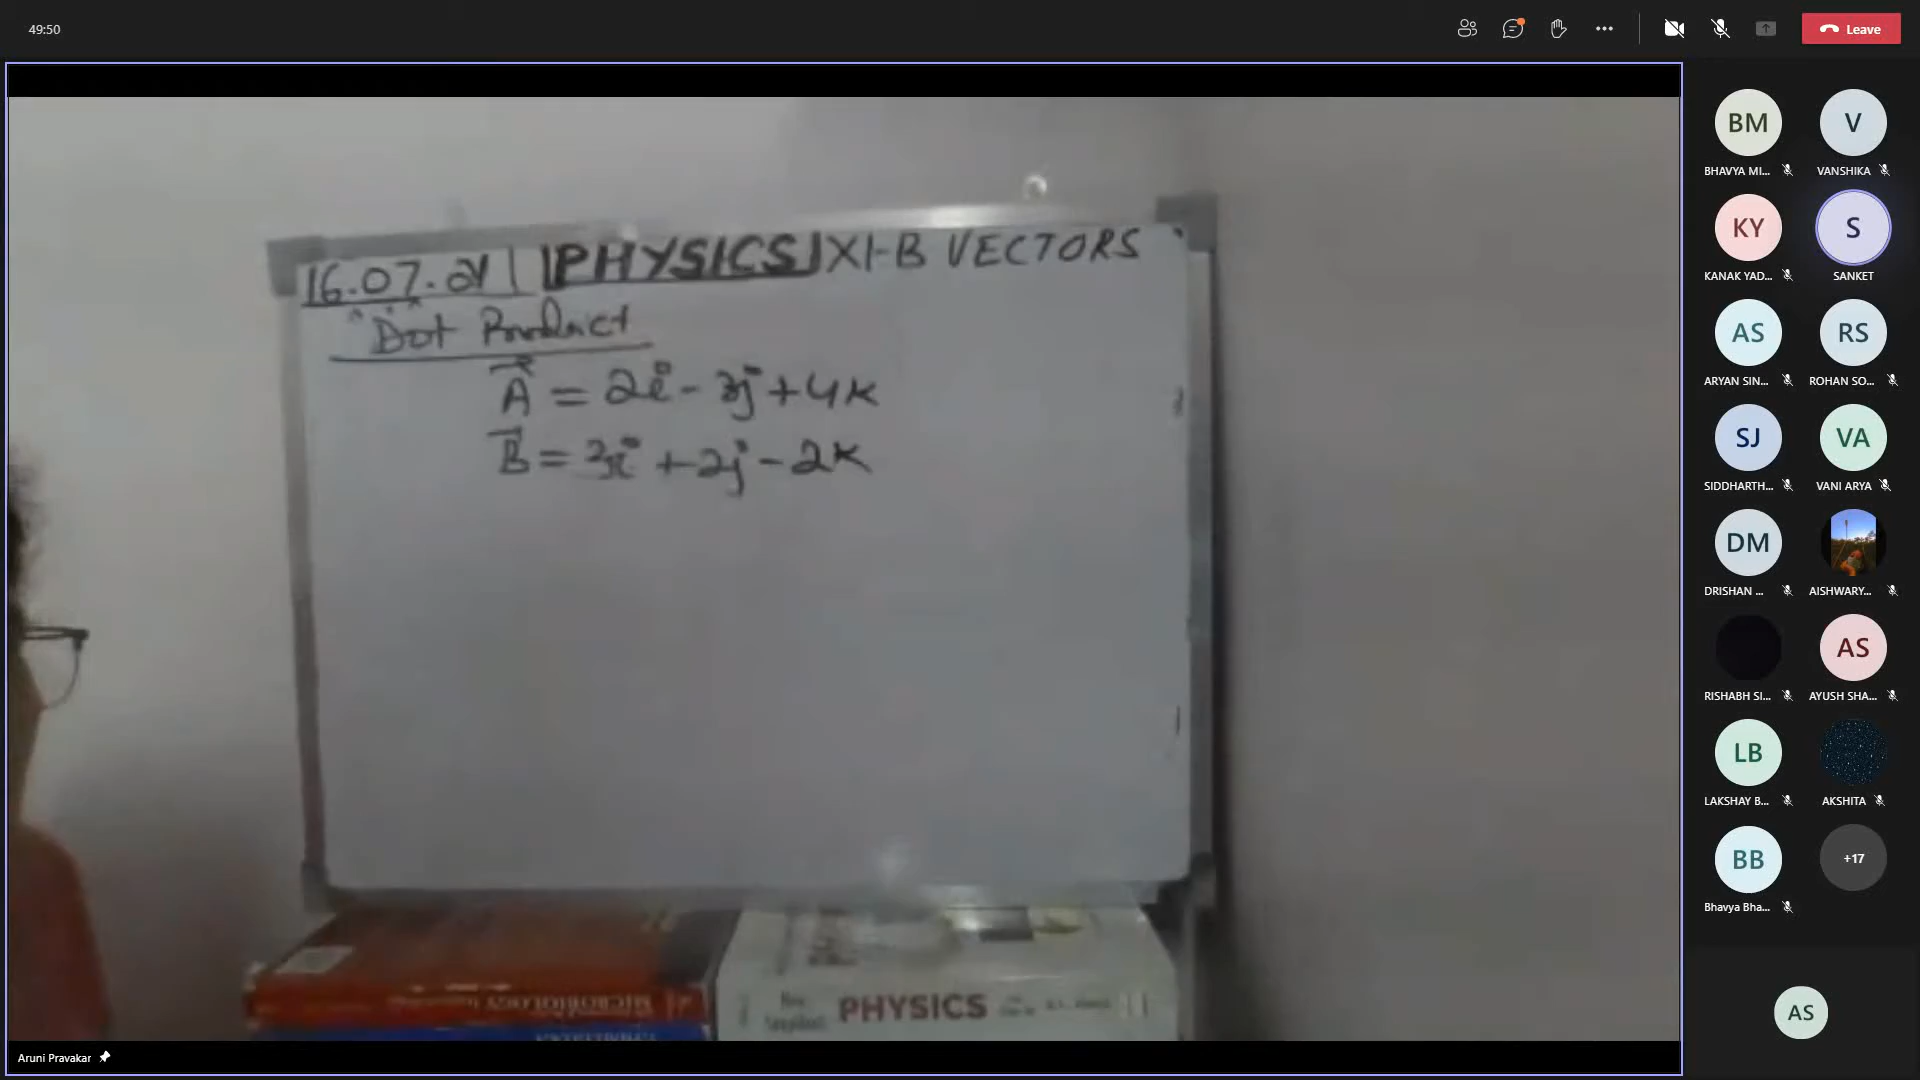 49:50
Leave
16.07.21 PHYSICS XI-B VECTORS
Dot Product
A = 2i - 3j + 4k
B = 3i + 2j - 2k
PHYSICS
MICROBIOLOGY
Aruni Pravakar
BM
BHAVYA MI...
V
VANSHIKA
KY
KANAK YAD...
S
SANKET
AS
ARYAN SIN...
RS
ROHAN SO...
SJ
SIDDHARTH...
VA
VANI ARYA
DM
DRISHAN ...
AISHWARY...
RISHABH SI...
AS
AYUSH SHA...
LB
LAKSHAY B...
AKSHITA
BB
Bhavya Bha...
+17
AS